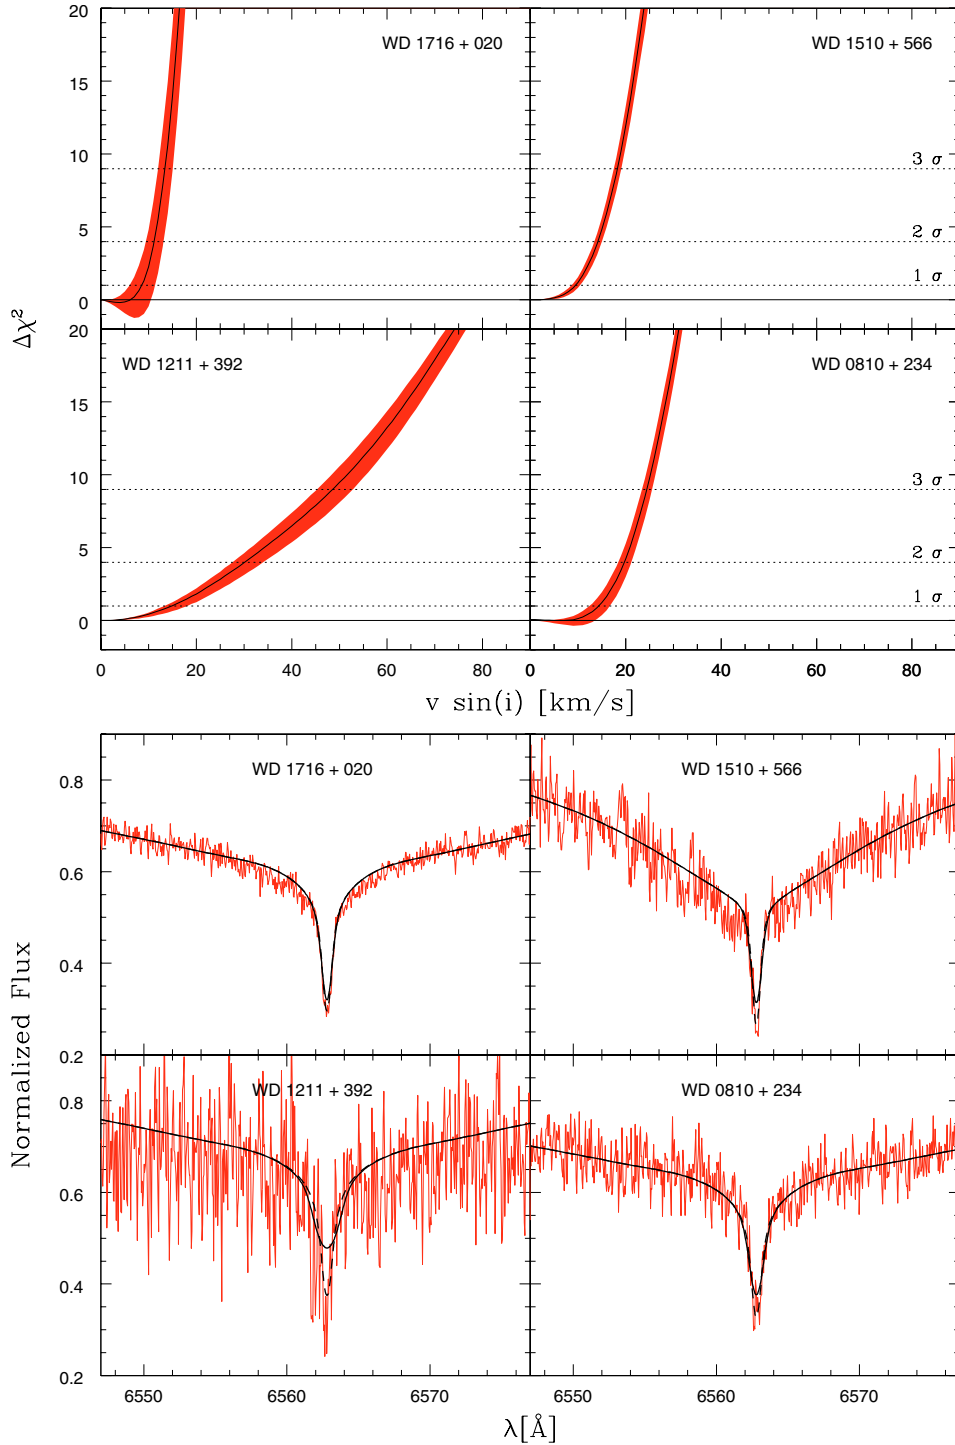 20
WD 1716 + 020
WD 1510 + 566
15
10
3 σ
5
2 σ
1 σ
0
Δχ²
20
WD 1211 + 392
WD 0810 + 234
15
10
3 σ
5
2 σ
1 σ
0
0 20 40 60 80 0 20 40 60 80
v sin(i) [km/s]
0.8
WD 1716 + 020
WD 1510 + 566
0.6
0.4
Normalized Flux
0.2
WD 1211 + 392
WD 0810 + 234
0.8
0.6
0.4
0.2
6550 6560 6570 6550 6560 6570
λ[Å]